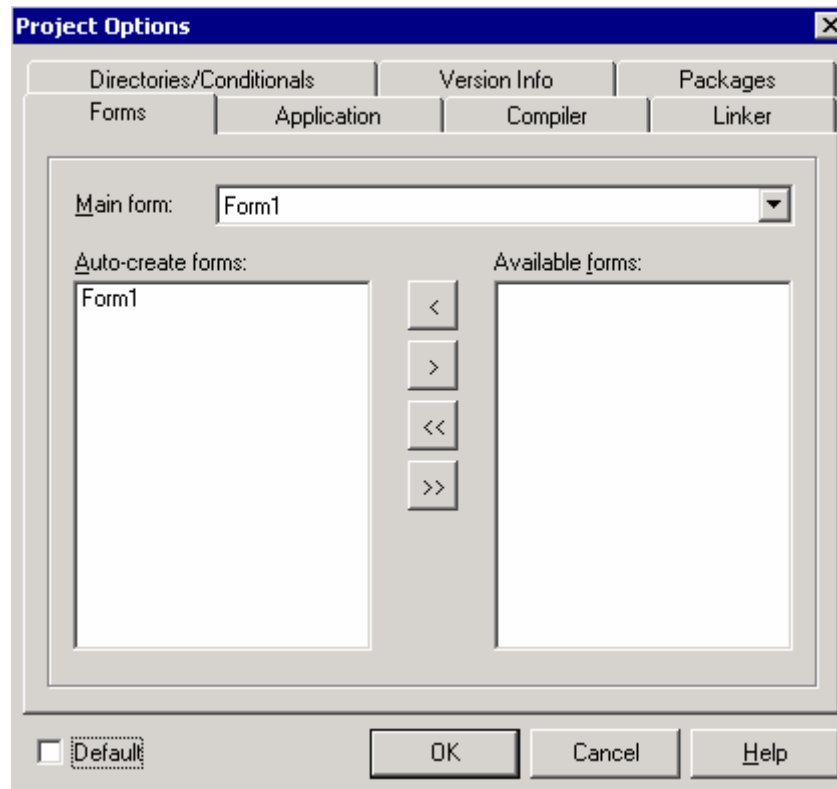 Project Options
Directories/Conditionals Version Info Packages
Forms Application Compiler Linker
Main form: Form1
Auto-create forms: Available forms:
Form1
<
>
<<
>>
Default OK Cancel Help